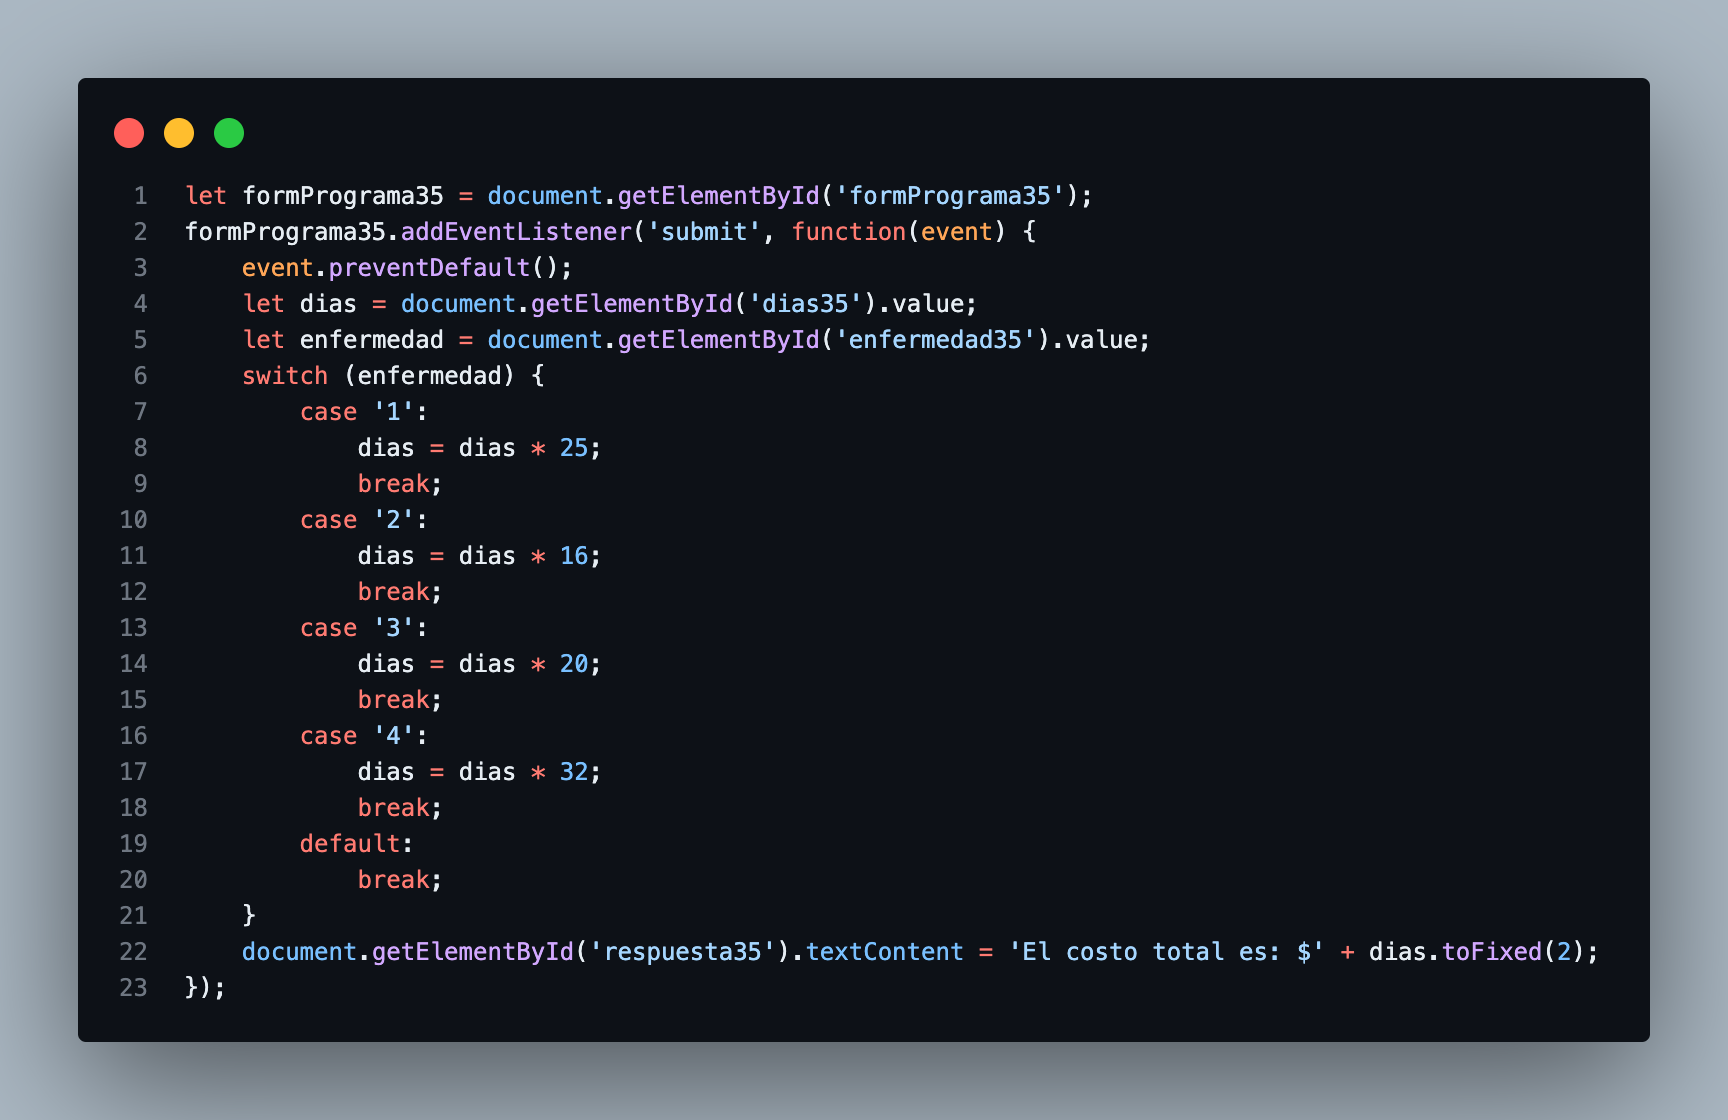 1 let formPrograma35 = document.getElementById('formPrograma35');
2 formPrograma35.addEventListener('submit', function(event) {
3     event.preventDefault();
4     let dias = document.getElementById('dias35').value;
5     let enfermedad = document.getElementById('enfermedad35').value;
6     switch (enfermedad) {
7         case '1':
8             dias = dias * 25;
9             break;
10         case '2':
11             dias = dias * 16;
12             break;
13         case '3':
14             dias = dias * 20;
15             break;
16         case '4':
17             dias = dias * 32;
18             break;
19         default:
20             break;
21     }
22     document.getElementById('respuesta35').textContent = 'El costo total es: $' + dias.toFixed(2);
23 });